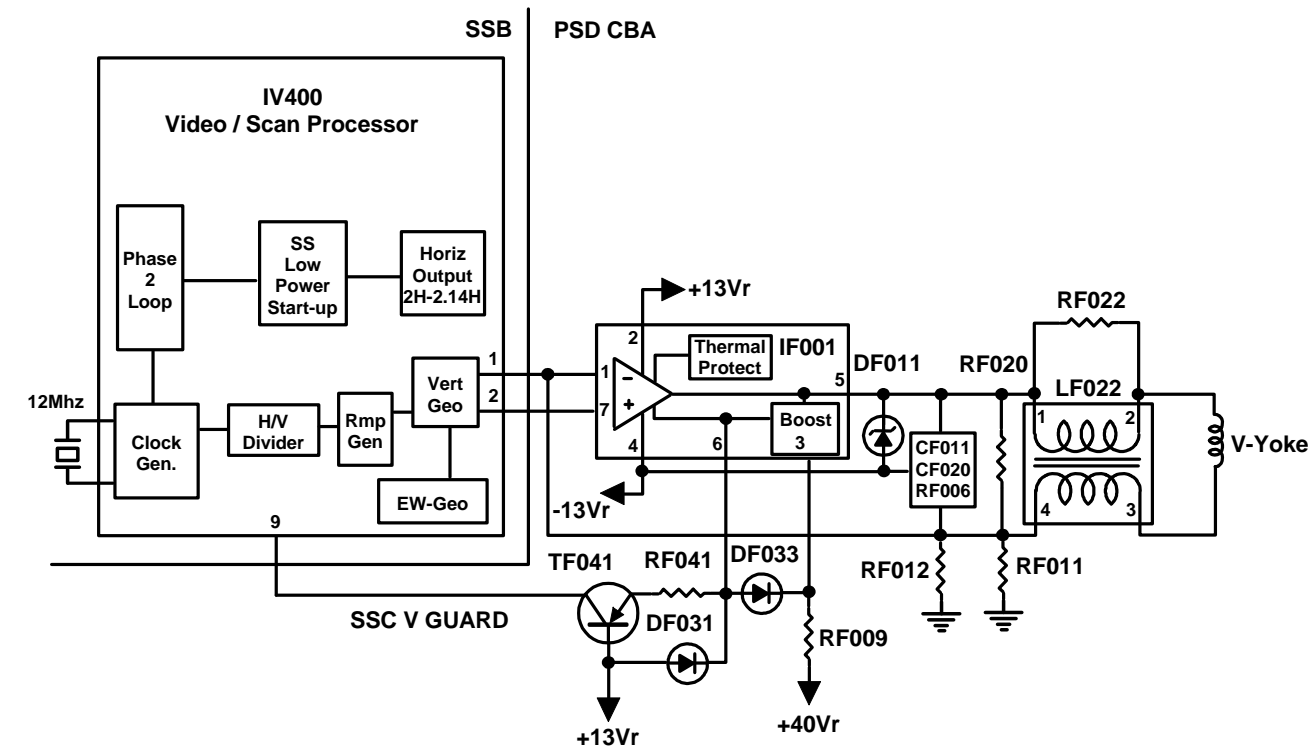 SSB
PSD CBA
IV400
Video / Scan Processor
Phase
2
Loop
SS
Low
Power
Start-up
Horiz
Output
2H-2.14H
12Mhz
Clock
Gen.
H/V
Divider
Rmp
Gen
Vert
Geo
EW-Geo
1
2
9
+13Vr
2
Thermal
Protect
IF001
1
−
+
7
4
6
5
Boost
3
-13Vr
DF011
RF020
RF022
LF022
1
2
4
3
V-Yoke
CF011
CF020
RF006
RF012
RF011
TF041
RF041
DF033
SSC V GUARD
DF031
RF009
+13Vr
+40Vr